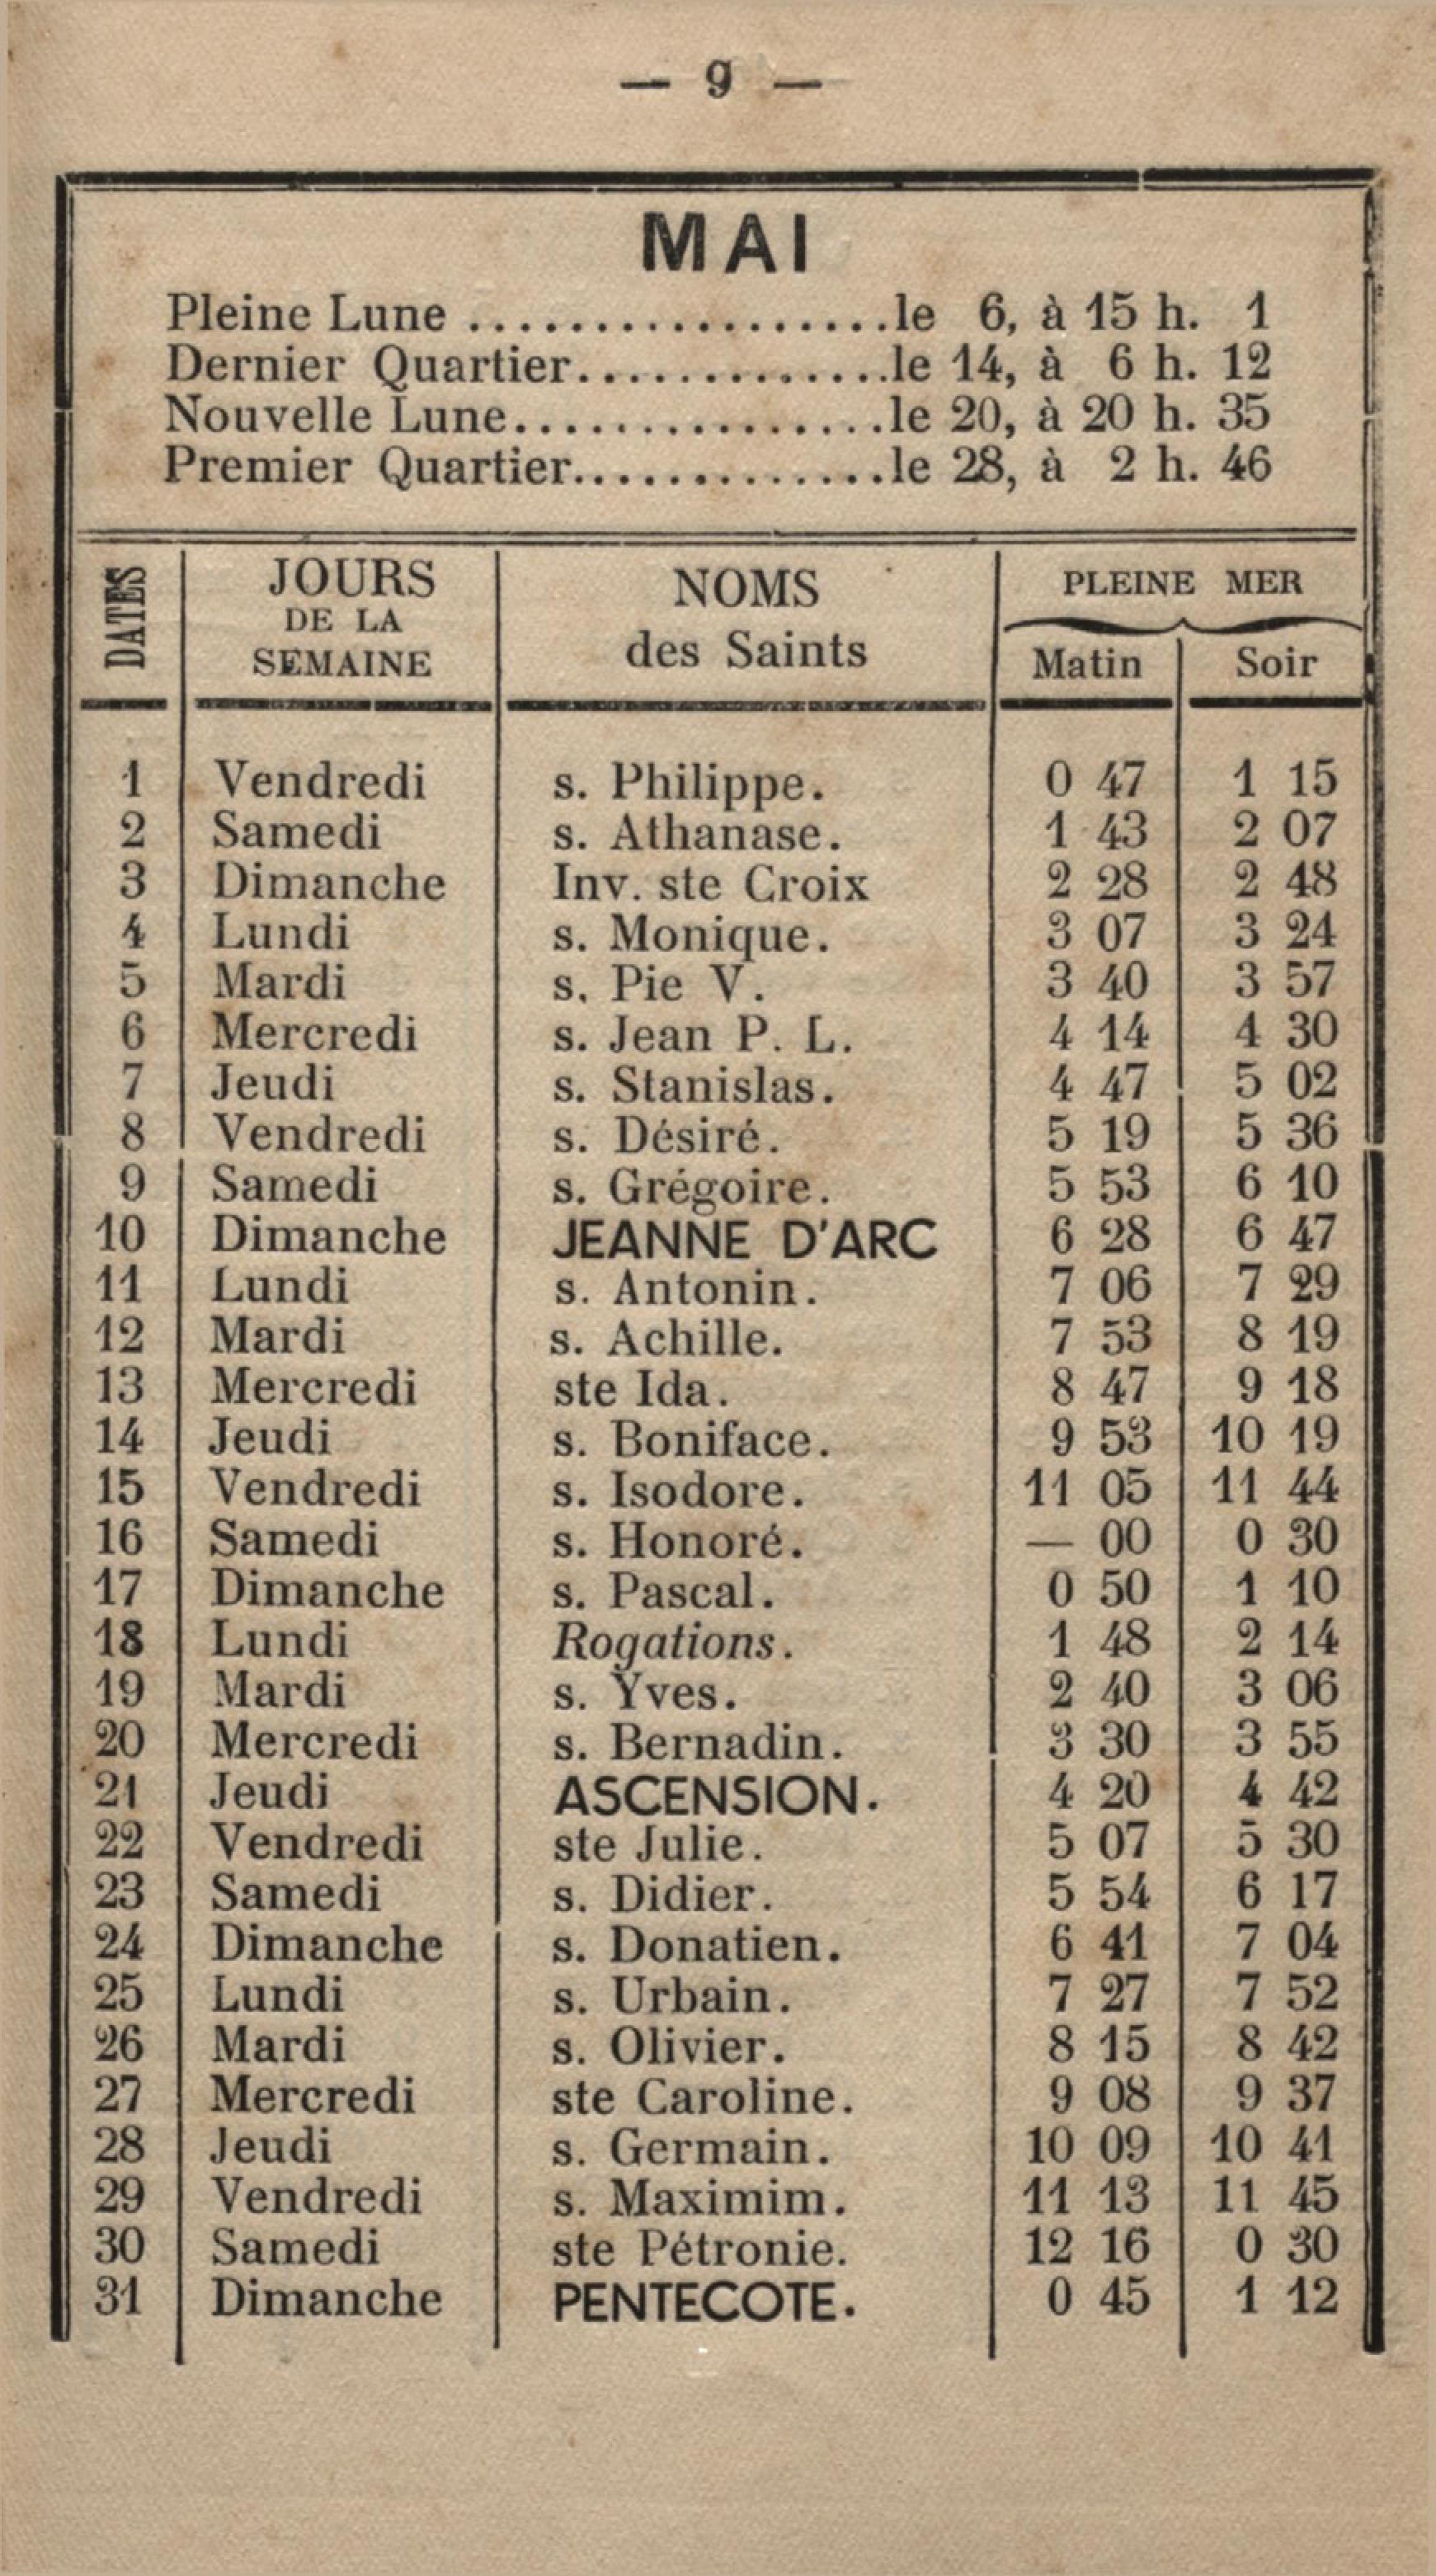 — 9 —
MAI
Pleine Lune ..................le 6, à 15 h. 1
Dernier Quartier..............le 14, à 6 h. 12
Nouvelle Lune................le 20, à 20 h. 35
Premier Quartier..............le 28, à 2 h. 46
DATES JOURS DE LA SEMAINE NOMS des Saints PLEINE MER
Matin Soir
1 Vendredi s. Philippe. 0 47 1 15
2 Samedi s. Athanase. 1 43 2 07
3 Dimanche Inv. ste Croix 2 28 2 48
4 Lundi s. Monique. 3 07 3 24
5 Mardi s. Pie V. 3 40 3 57
6 Mercredi s. Jean P. L. 4 14 4 30
7 Jeudi s. Stanislas. 4 47 5 02
8 Vendredi s. Désiré. 5 19 5 36
9 Samedi s. Grégoire. 5 53 6 10
10 Dimanche JEANNE D'ARC 6 28 6 47
11 Lundi s. Antonin. 7 06 7 29
12 Mardi s. Achille. 7 53 8 19
13 Mercredi ste Ida. 8 47 9 18
14 Jeudi s. Boniface. 9 53 10 19
15 Vendredi s. Isodore. 11 05 11 44
16 Samedi s. Honoré. — 00 0 30
17 Dimanche s. Pascal. 0 50 1 10
18 Lundi Rogations. 1 48 2 14
19 Mardi s. Yves. 2 40 3 06
20 Mercredi s. Bernadin. 3 30 3 55
21 Jeudi ASCENSION. 4 20 4 42
22 Vendredi ste Julie. 5 07 5 30
23 Samedi s. Didier. 5 54 6 17
24 Dimanche s. Donatien. 6 41 7 04
25 Lundi s. Urbain. 7 27 7 52
26 Mardi s. Olivier. 8 15 8 42
27 Mercredi ste Caroline. 9 08 9 37
28 Jeudi s. Germain. 10 09 10 41
29 Vendredi s. Maximim. 11 13 11 45
30 Samedi ste Pétronie. 12 16 0 30
31 Dimanche PENTECOTE. 0 45 1 12